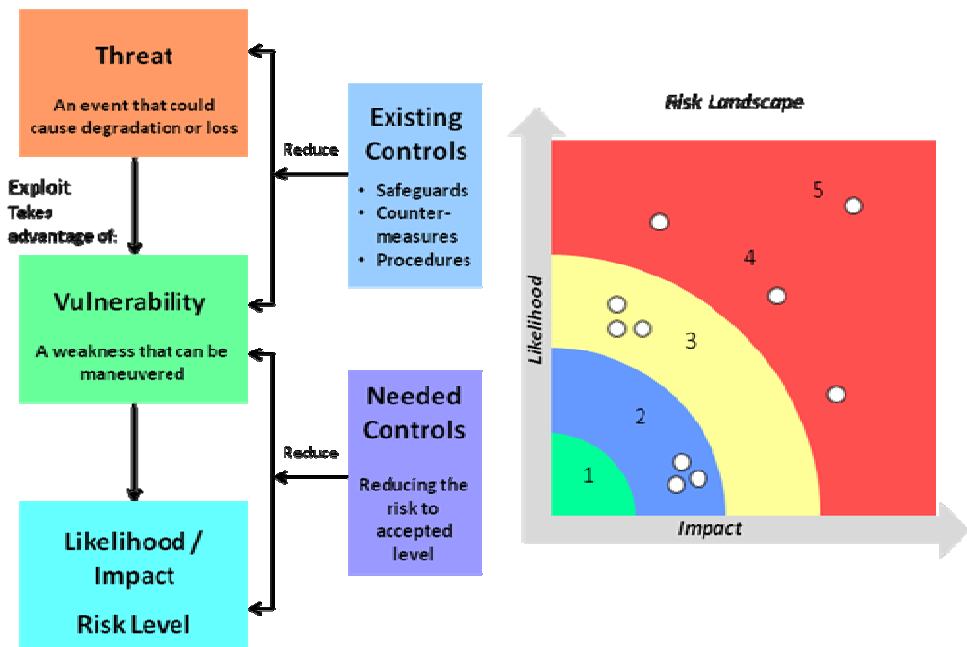 Threat
An event that could
cause degradation or loss
Exploit
Takes
advantage of:
Vulnerability
A weakness that can be
maneuvered
Likelihood /
Impact
Risk Level
Reduce
Existing
Controls
• Safeguards
• Counter-
measures
• Procedures
Reduce
Needed
Controls
Reducing the
risk to
accepted
level
Risk Landscape
Likelihood
5
4
3
2
1
Impact